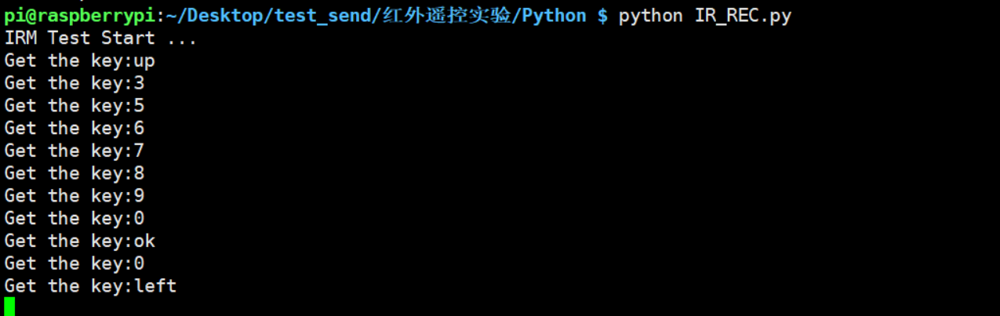 pi@raspberrypi:~/Desktop/test_send/红外遥控实验/Python $ python IR_REC.py
IRM Test Start ...
Get the key:up
Get the key:3
Get the key:5
Get the key:6
Get the key:7
Get the key:8
Get the key:9
Get the key:0
Get the key:ok
Get the key:0
Get the key:left